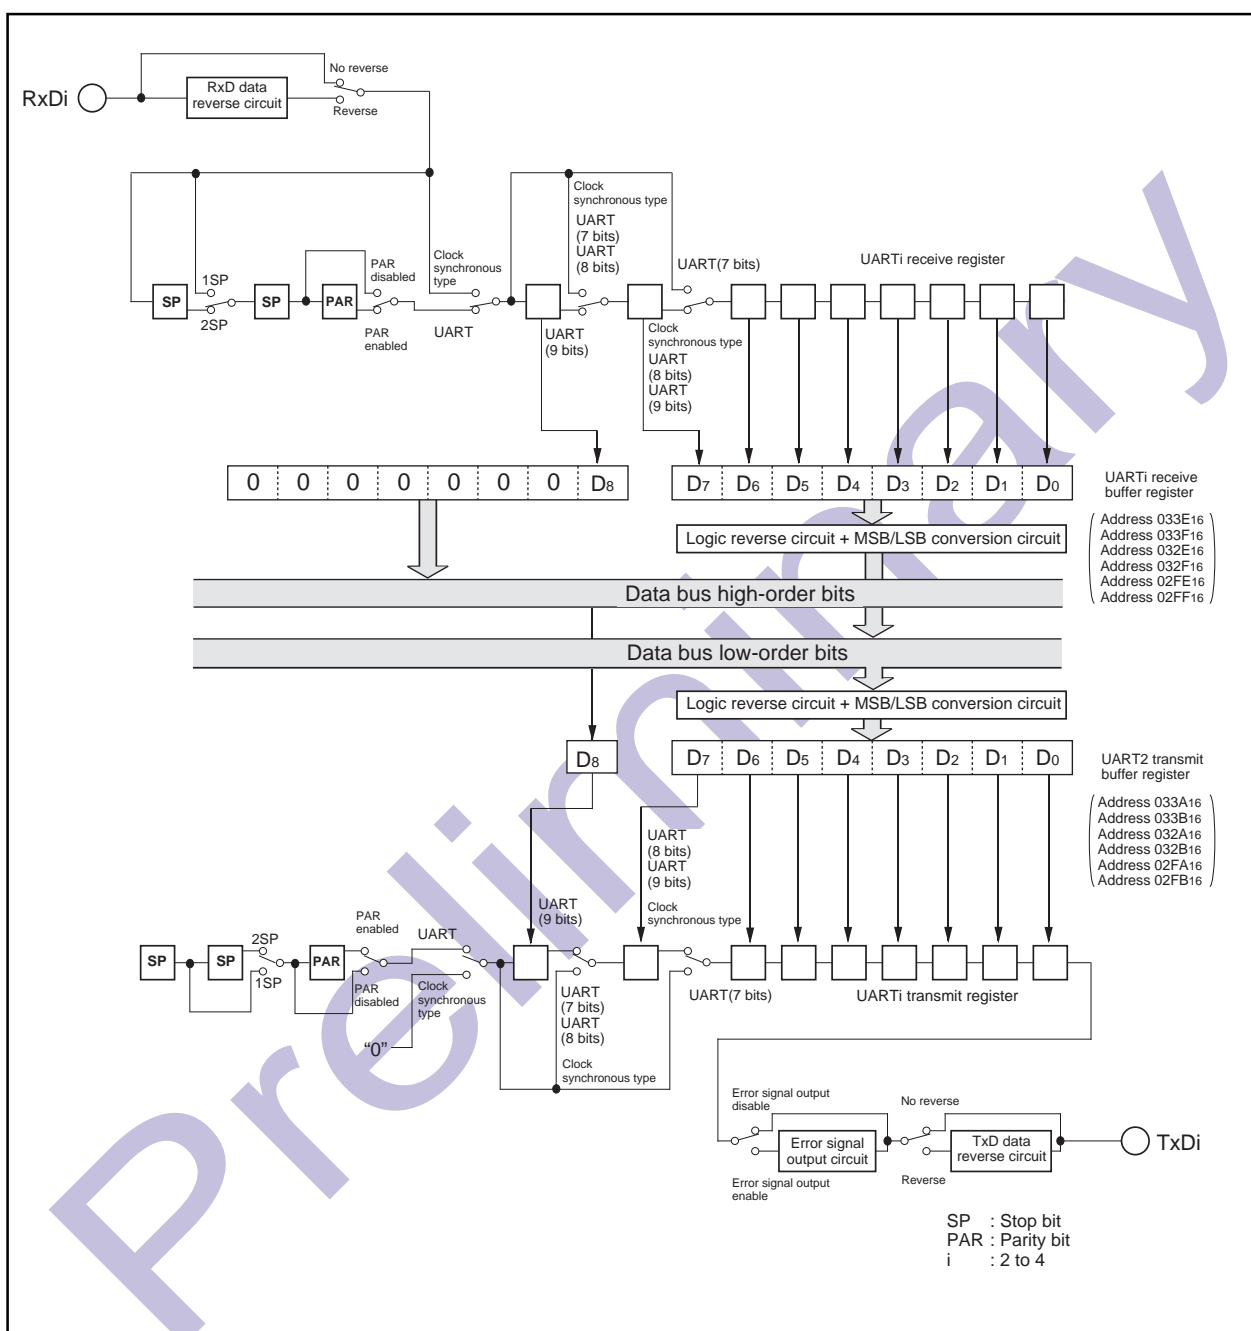 No reverse
RxDi
RxD data
reverse circuit
Reverse
Clock
synchronous type
UART
(7 bits)
UART
(8 bits)
PAR
disabled
Clock
synchronous
type
UART(7 bits)
UARTi receive register
1SP
SP
SP
PAR
2SP
PAR
enabled
UART
UART
(9 bits)
Clock
synchronous type
UART
(8 bits)
UART
(9 bits)
0 0 0 0 0 0 0 D8
D7 D6 D5 D4 D3 D2 D1 D0
UARTi receive
buffer register
Address 033E16
Address 033F16
Address 032E16
Address 032F16
Address 02FE16
Address 02FF16
Logic reverse circuit + MSB/LSB conversion circuit
Data bus high-order bits
Data bus low-order bits
Logic reverse circuit + MSB/LSB conversion circuit
D8
D7 D6 D5 D4 D3 D2 D1 D0
UART2 transmit
buffer register
Address 033A16
Address 033B16
Address 032A16
Address 032B16
Address 02FA16
Address 02FB16
UART
(8 bits)
UART
(9 bits)
Clock
synchronous type
UART
(9 bits)
PAR
enabled
2SP
UART
SP
SP
PAR
1SP
PAR
disabled
Clock
synchronous
type
"0"
UART
(7 bits)
UART
(8 bits)
Clock
synchronous type
UART(7 bits)
UARTi transmit register
Error signal output
disable
No reverse
Error signal
output circuit
TxD data
reverse circuit
TxDi
Error signal output
enable
Reverse
SP : Stop bit
PAR : Parity bit
i : 2 to 4
Preliminary